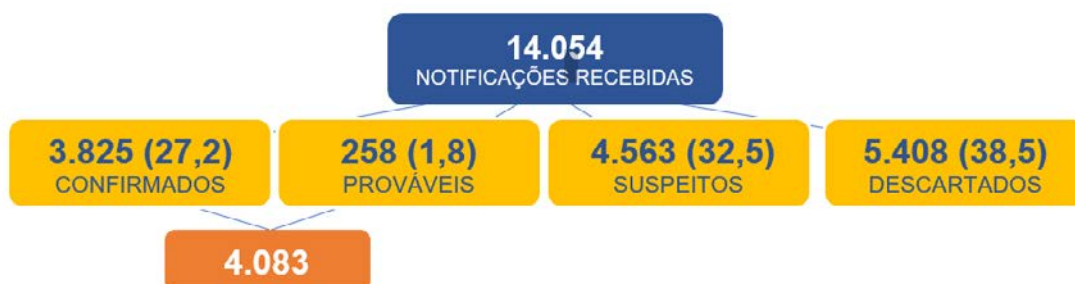 14.054
NOTIFICAÇÕES RECEBIDAS
3.825 (27,2)
CONFIRMADOS
258 (1,8)
PROVÁVEIS
4.563 (32,5)
SUSPEITOS
5.408 (38,5)
DESCARTADOS
4.083